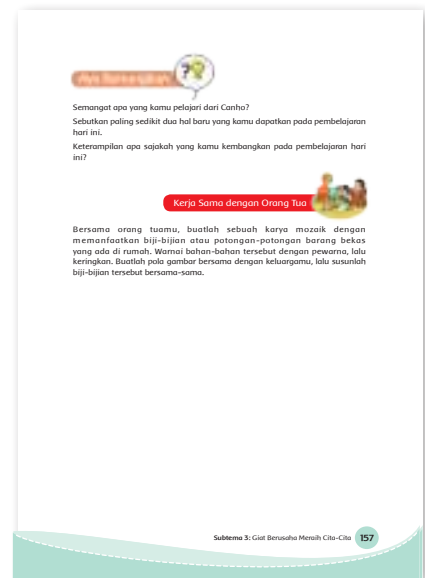 Semangat apa yang kamu pelajari dari Canho?
Sebutkan paling sedikit dua hal baru yang kamu dapatkan pada pembelajaran
hari ini.
Keterampilan apa sajakah yang kamu kembangkan pada pembelajaran hari
ini?
Kerja Sama dengan Orang Tua
Bersama orang tuamu, buatlah sebuah karya mozaik dengan
memanfaatkan biji-bijian atau potongan-potongan barang bekas
yang ada di rumah. Warnai bahan-bahan tersebut dengan pewarna, lalu
keringkan. Buatlah pola gambar bersama dengan keluargamu, lalu susunlah
biji-bijian tersebut bersama-sama.
Subtema 3: Giat Berusaha Meraih Cita-Cita 157